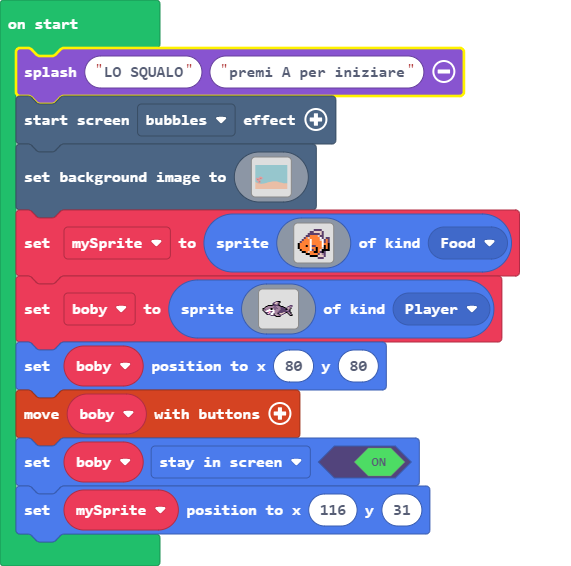 on start
splash "LO SQUALO" "premi A per iniziare"
start screen bubbles effect
set background image to
set mySprite to sprite of kind Food
set boby to sprite of kind Player
set boby position to x 80 y 80
move boby with buttons
set boby stay in screen ON
set mySprite position to x 116 y 31